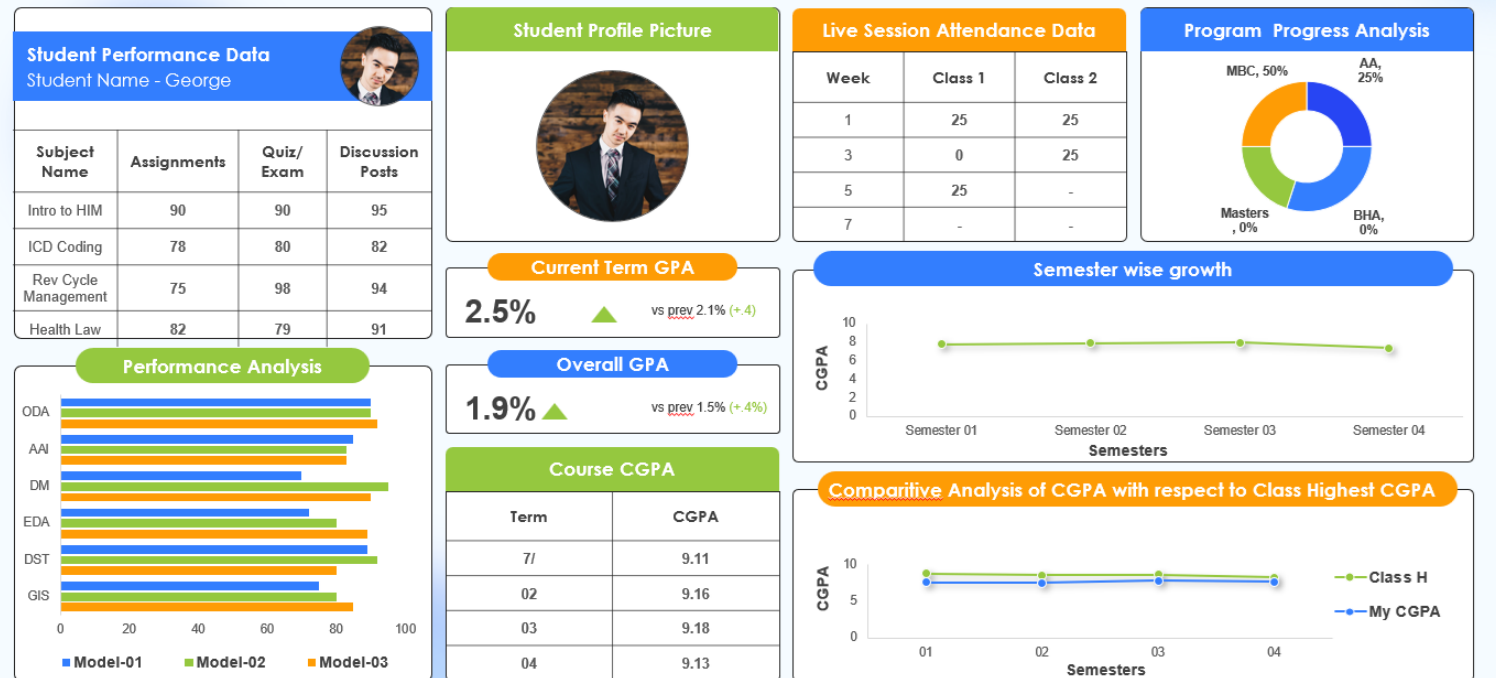 Student Performance Data
Student Name - George
Subject Name Assignments Quiz/ Exam Discussion Posts
Intro to HIM 90 90 95
ICD Coding 78 80 82
Rev Cycle Management 75 98 94
Health Law 82 79 91
Performance Analysis
ODA
AAI
DM
EDA
DST
GIS
0 20 40 60 80 100
Model-01 Model-02 Model-03
Student Profile Picture
Current Term GPA
2.5% vs prev 2.1% (+.4)
Overall GPA
1.9% vs prev 1.5% (+.4%)
Course CGPA
Term CGPA
7/ 9.11
02 9.16
03 9.18
04 9.13
Live Session Attendance Data
Week Class 1 Class 2
1 25 25
3 0 25
5 25 -
7 - -
Program Progress Analysis
MBC, 50%
AA,
25%
Masters
, 0%
BHA,
0%
Semester wise growth
CGPA
10
8
6
4
2
0
Semester 01 Semester 02 Semester 03 Semester 04
Semesters
Comparitive Analysis of CGPA with respect to Class Highest CGPA
CGPA
10
5
0
01 02 03 04
Semesters
Class H
My CGPA